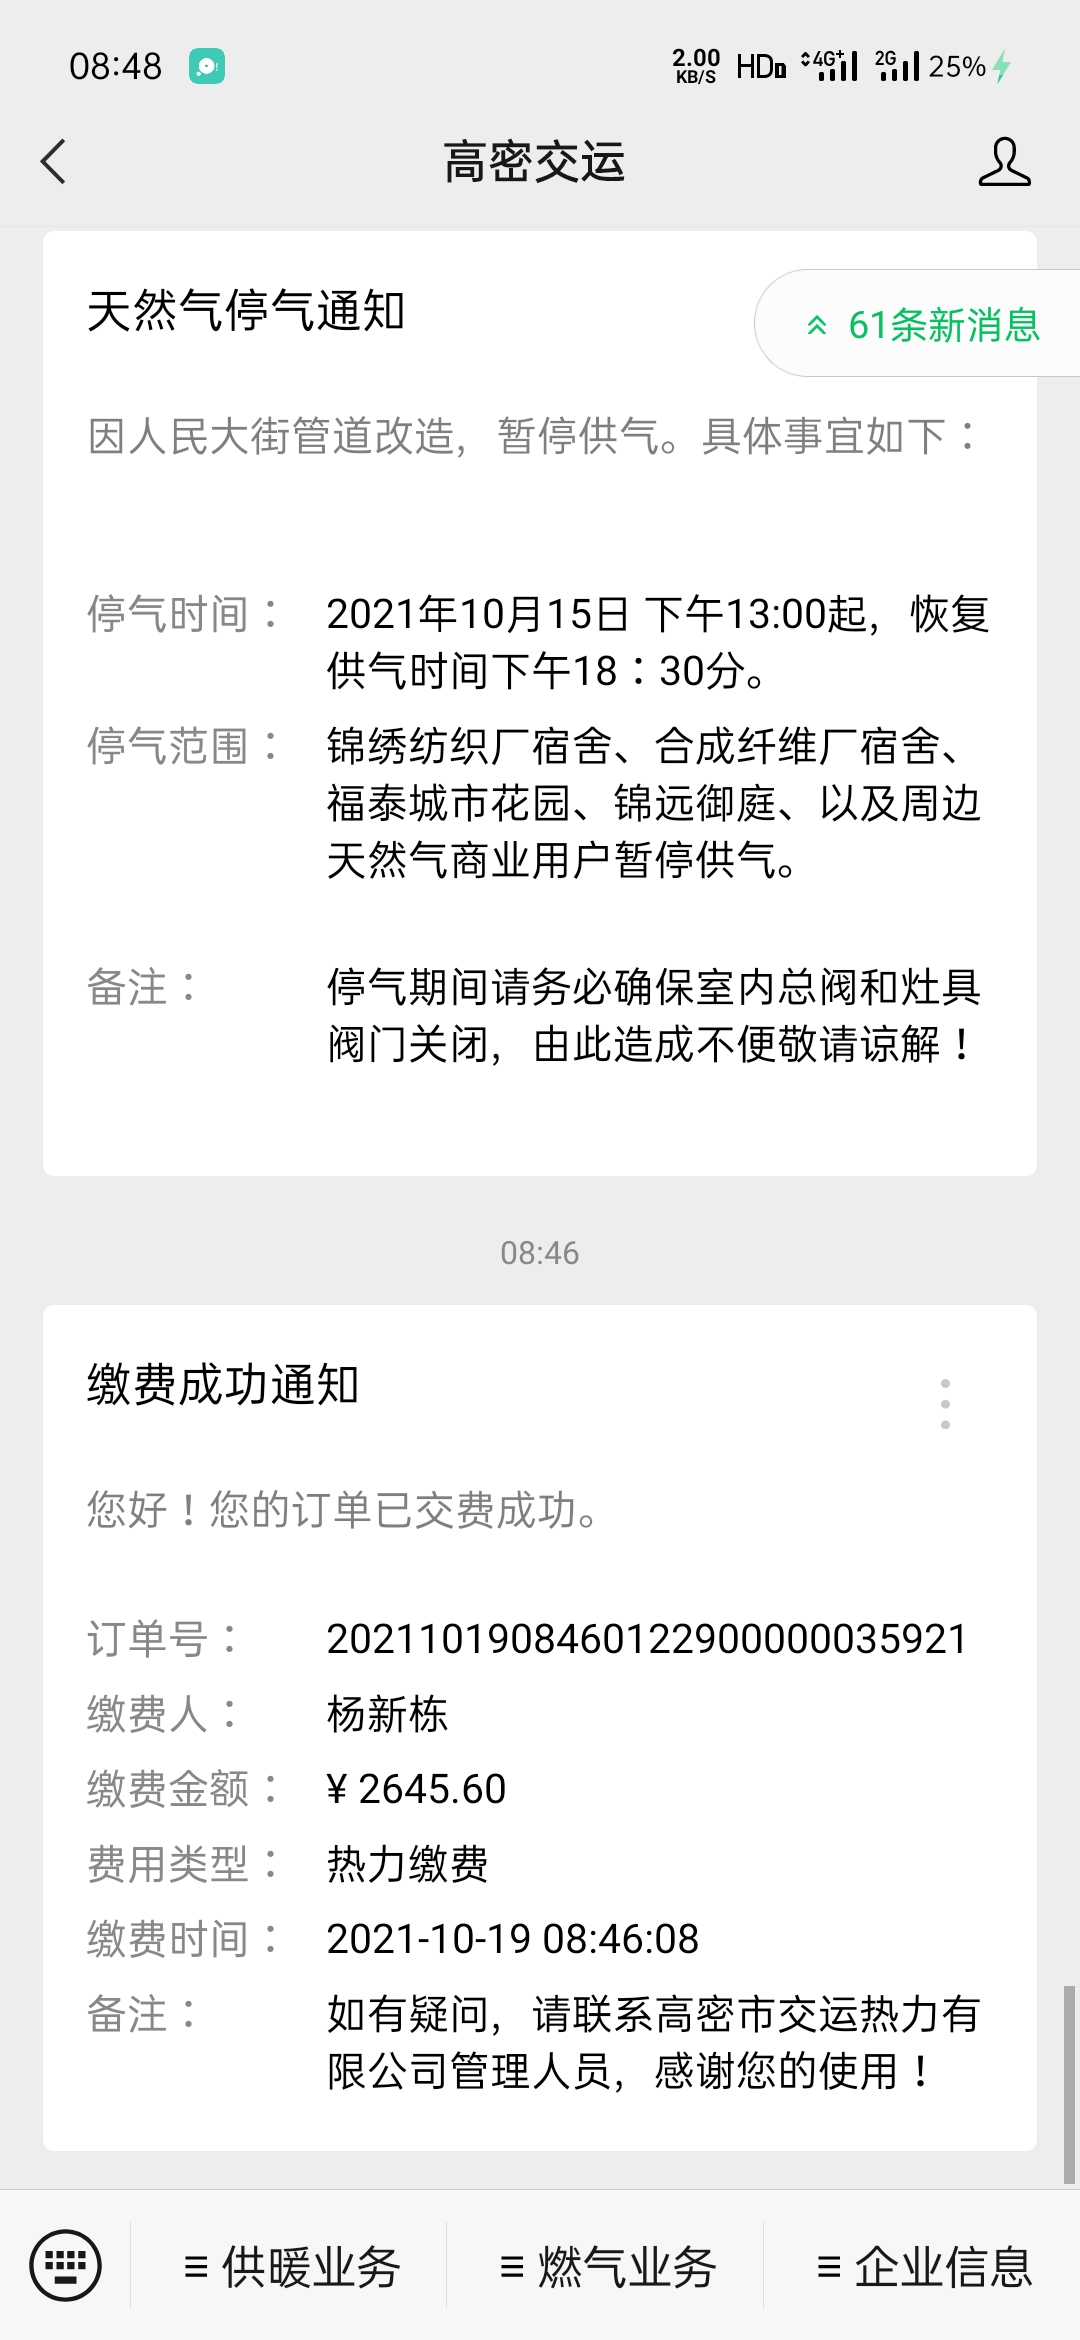 08:48
2.00 KB/S HD 4G+ 2G 25%
高密交运
天然气停气通知
61条新消息
因人民大街管道改造，暂停供气。具体事宜如下：
停气时间： 2021年10月15日 下午13:00起，恢复
供气时间下午18：30分。
停气范围： 锦绣纺织厂宿舍、合成纤维厂宿舍、
福泰城市花园、锦远御庭、以及周边
天然气商业用户暂停供气。
备注： 停气期间请务必确保室内总阀和灶具
阀门关闭，由此造成不便敬请谅解！
08:46
缴费成功通知
您好！您的订单已交费成功。
订单号： 2021101908460122900000035921
缴费人： 杨新栋
缴费金额： ¥ 2645.60
费用类型： 热力缴费
缴费时间： 2021-10-19 08:46:08
备注： 如有疑问，请联系高密市交运热力有
限公司管理人员，感谢您的使用！
供暖业务 燃气业务 企业信息